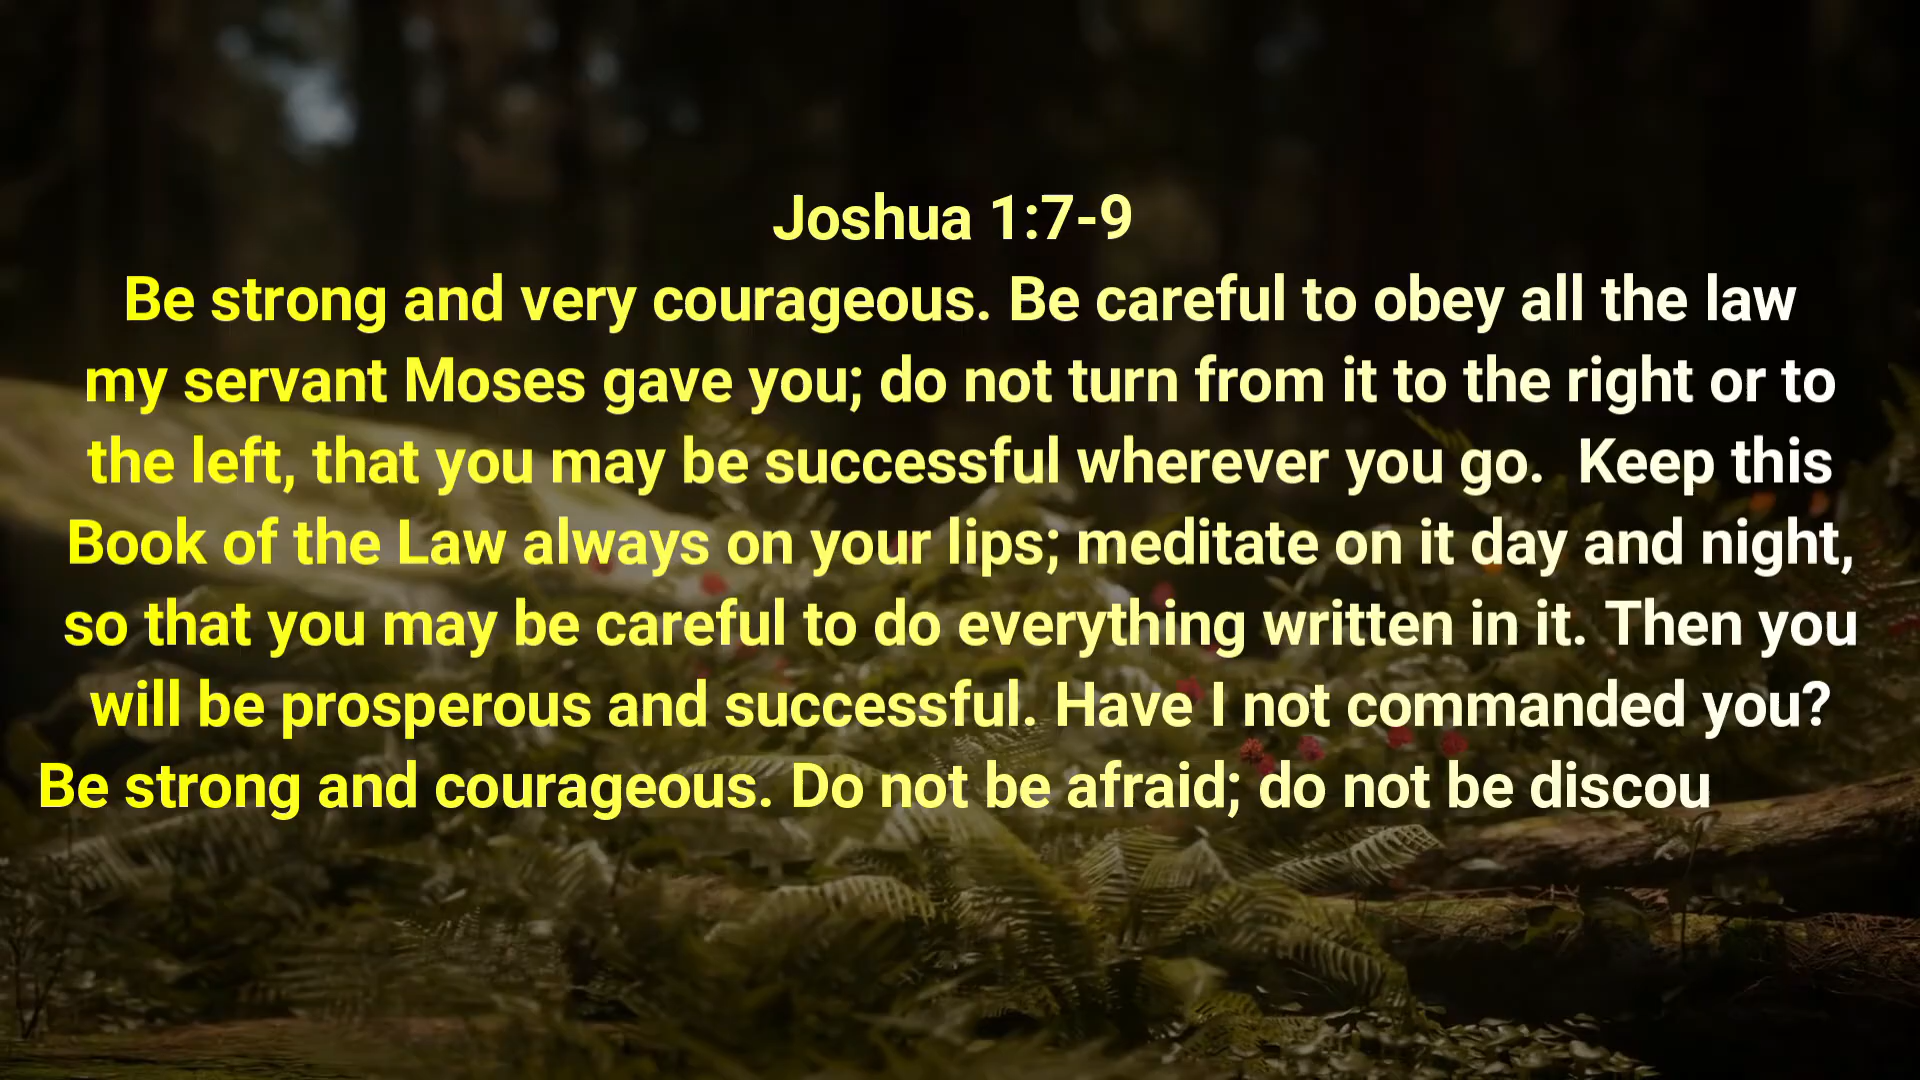 Joshua 1:7-9
Be strong and very courageous. Be careful to obey all the law
my servant Moses gave you; do not turn from it to the right or to
the left, that you may be successful wherever you go.  Keep this
Book of the Law always on your lips; meditate on it day and night,
so that you may be careful to do everything written in it. Then you
will be prosperous and successful. Have I not commanded you?
Be strong and courageous. Do not be afraid; do not be discou